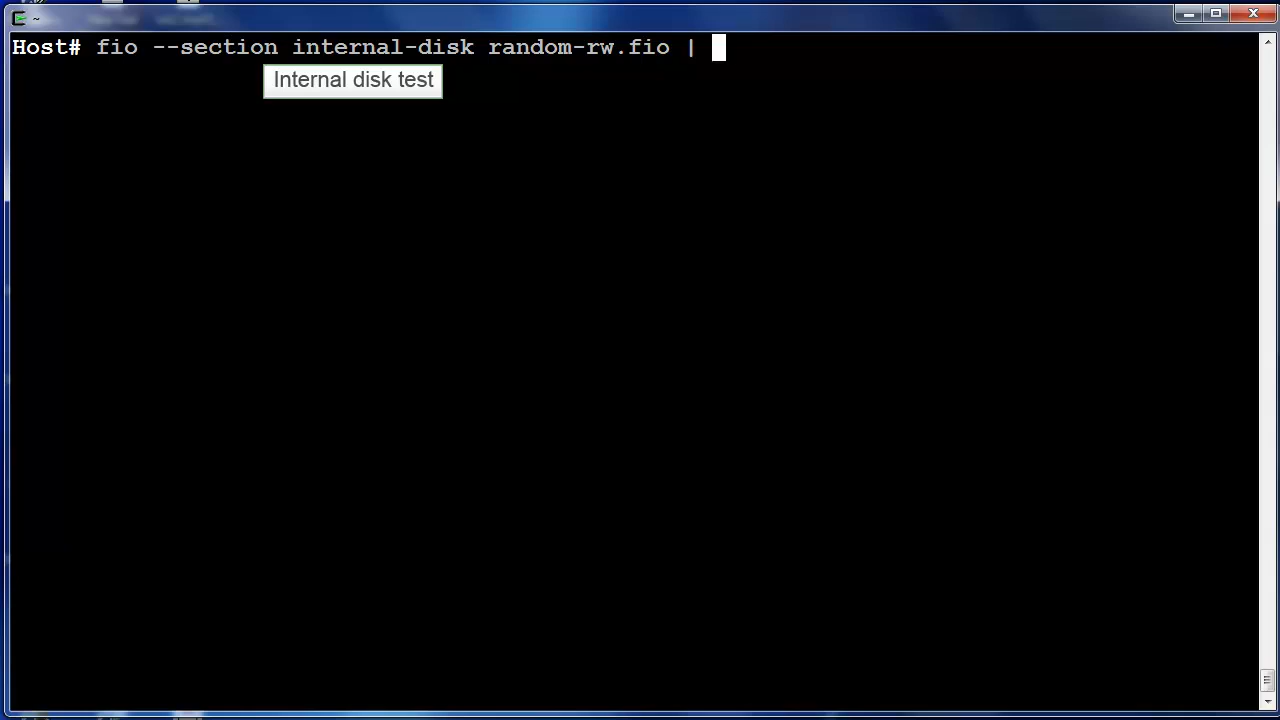 ~
Host# fio --section internal-disk random-rw.fio |
Internal disk test